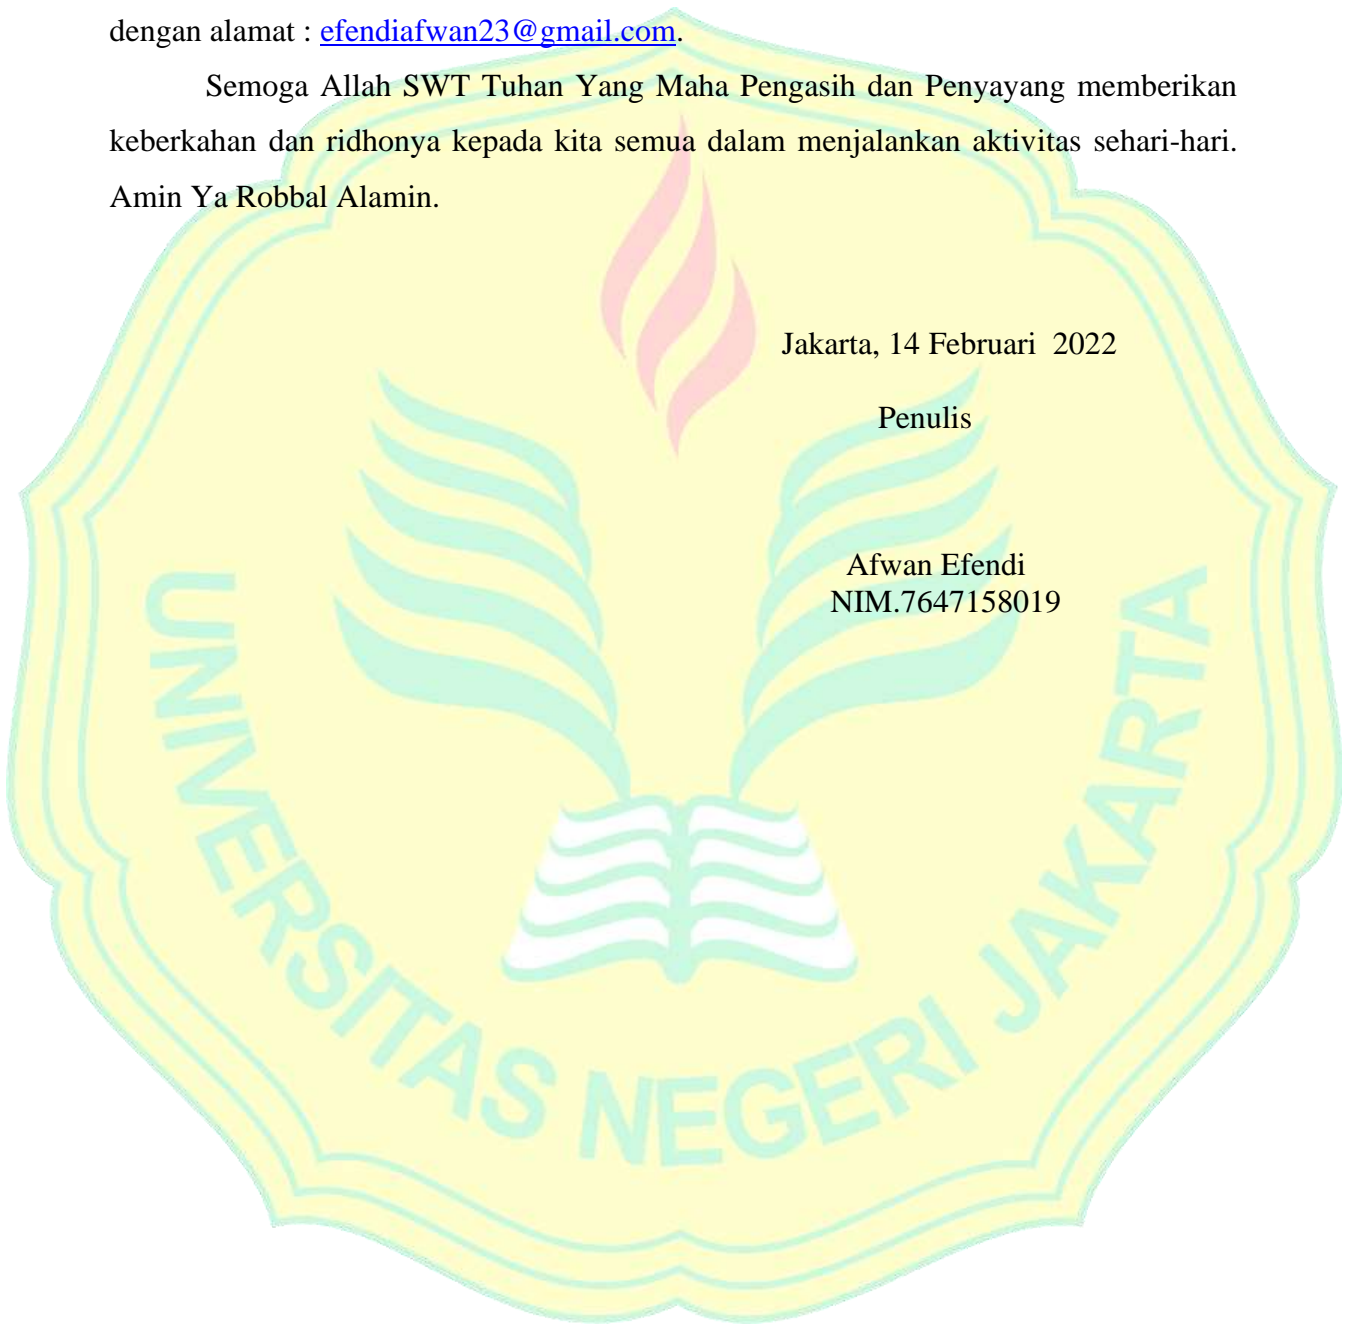 dengan alamat : efendiafwan23@gmail.com.
Semoga Allah SWT Tuhan Yang Maha Pengasih dan Penyayang memberikan
keberkahan dan ridhonya kepada kita semua dalam menjalankan aktivitas sehari-hari.
Amin Ya Robbal Alamin.
Jakarta, 14 Februari 2022
Penulis
Afwan Efendi
NIM.7647158019
UNIVERSITAS NEGERI JAKARTA